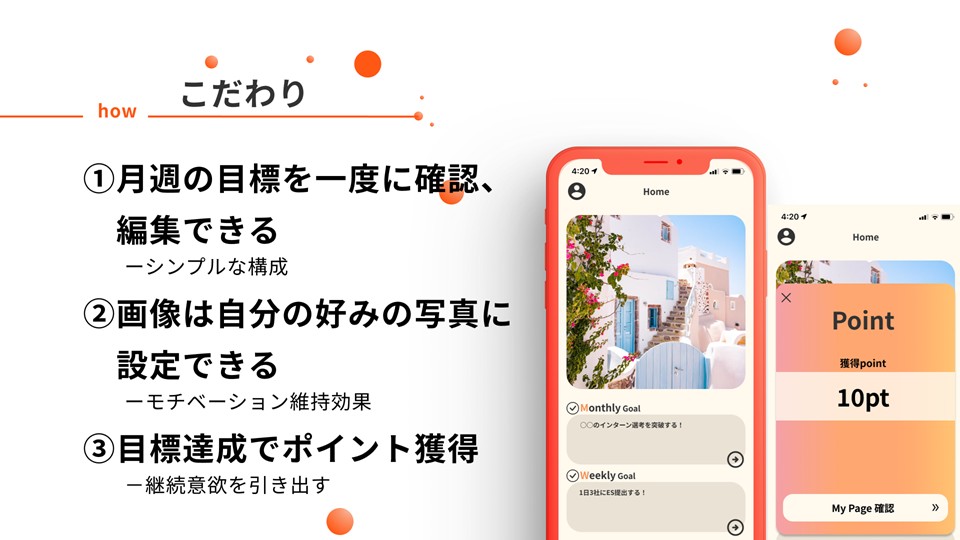 こだわり
how
①月週の目標を一度に確認、
編集できる
ーシンプルな構成
②画像は自分の好みの写真に
設定できる
ーモチベーション維持効果
③目標達成でポイント獲得
－継続意欲を引き出す
4:20
Home
Monthly Goal
〇〇のインターン選考を突破する！
Weekly Goal
1日3社にES提出する！
4:20
Home
Point
獲得point
10pt
My Page 確認 »